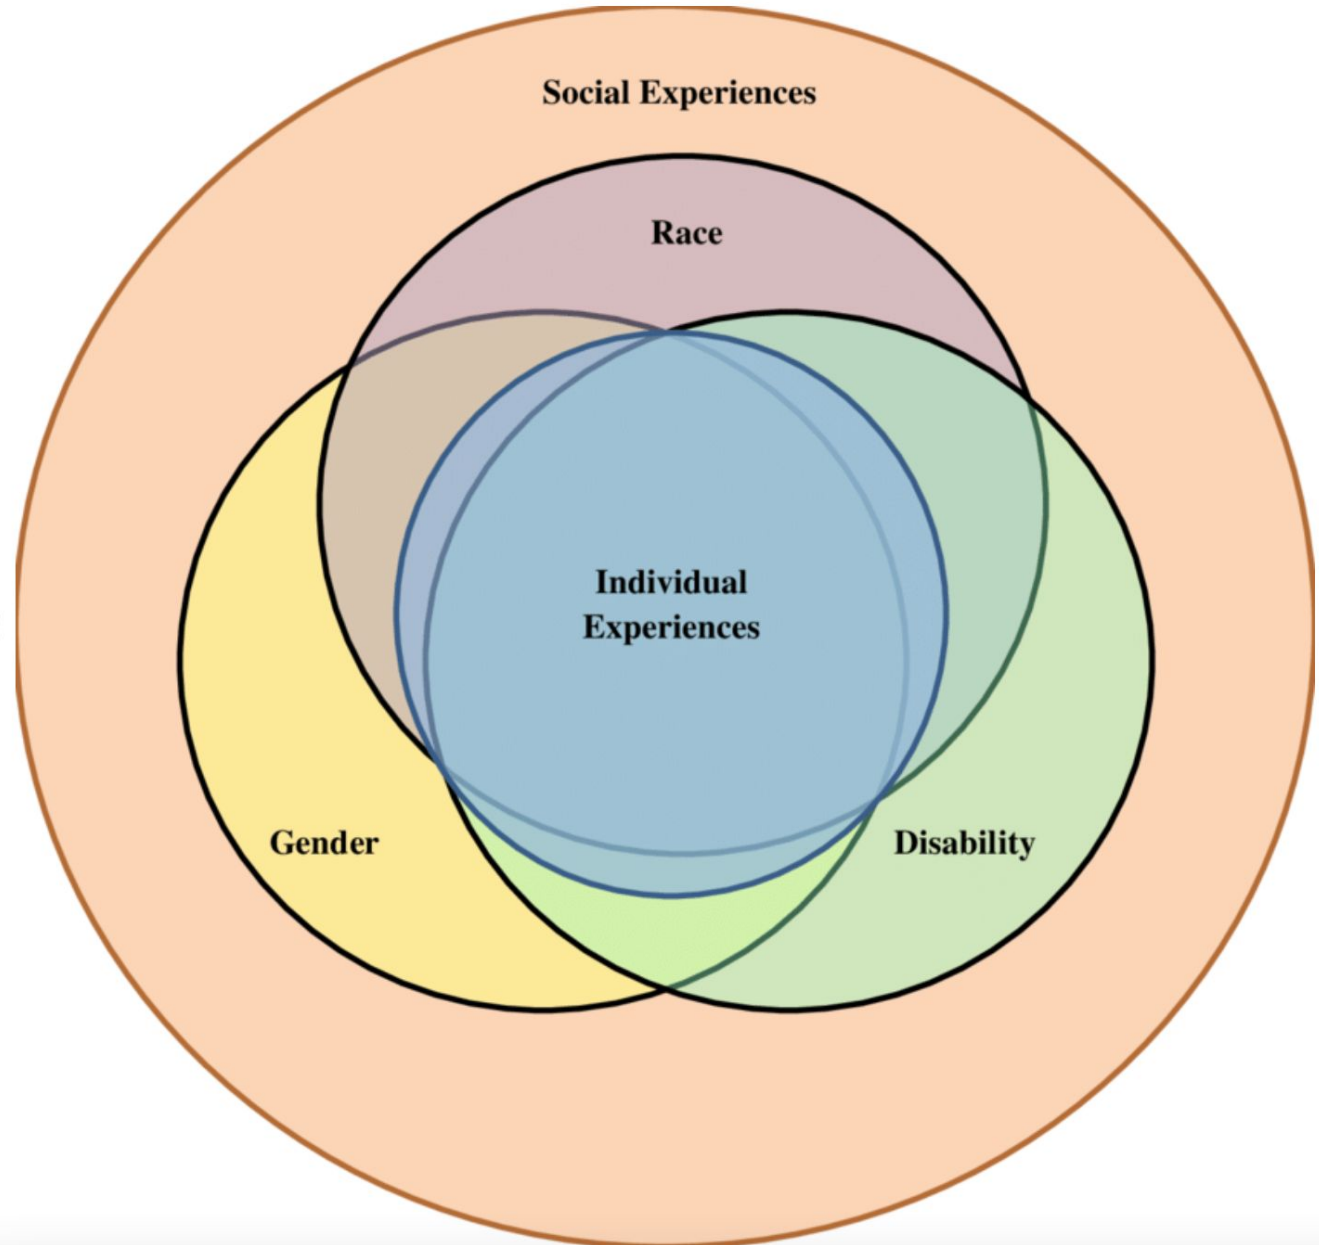 Social Experiences
Race
Individual
Experiences
Gender
Disability